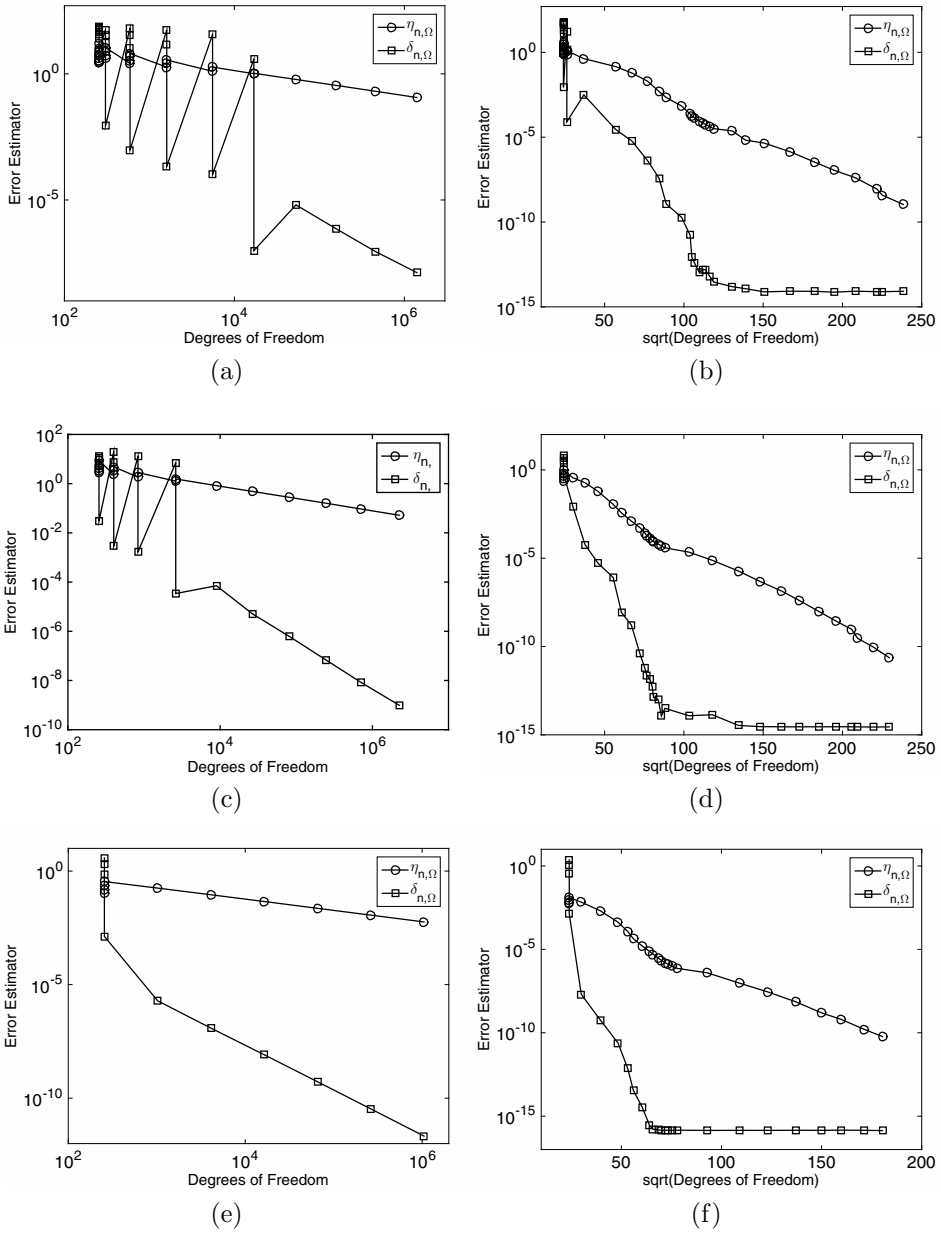 η_{n,Ω}
δ_{n,Ω}
10^0
10^{-5}
Error Estimator
10^2 10^4 10^6
Degrees of Freedom
(a)
η_{n,Ω}
δ_{n,Ω}
10^0
10^{-5}
10^{-10}
10^{-15}
Error Estimator
50 100 150 200 250
sqrt(Degrees of Freedom)
(b)
η_{n,}
δ_{n,}
10^2
10^0
10^{-2}
10^{-4}
10^{-6}
10^{-8}
10^{-10}
Error Estimator
10^2 10^4 10^6
Degrees of Freedom
(c)
η_{n,Ω}
δ_{n,Ω}
10^0
10^{-5}
10^{-10}
10^{-15}
Error Estimator
50 100 150 200 250
sqrt(Degrees of Freedom)
(d)
η_{n,Ω}
δ_{n,Ω}
10^0
10^{-5}
10^{-10}
Error Estimator
10^2 10^4 10^6
Degrees of Freedom
(e)
η_{n,Ω}
δ_{n,Ω}
10^0
10^{-5}
10^{-10}
10^{-15}
Error Estimator
50 100 150 200
sqrt(Degrees of Freedom)
(f)